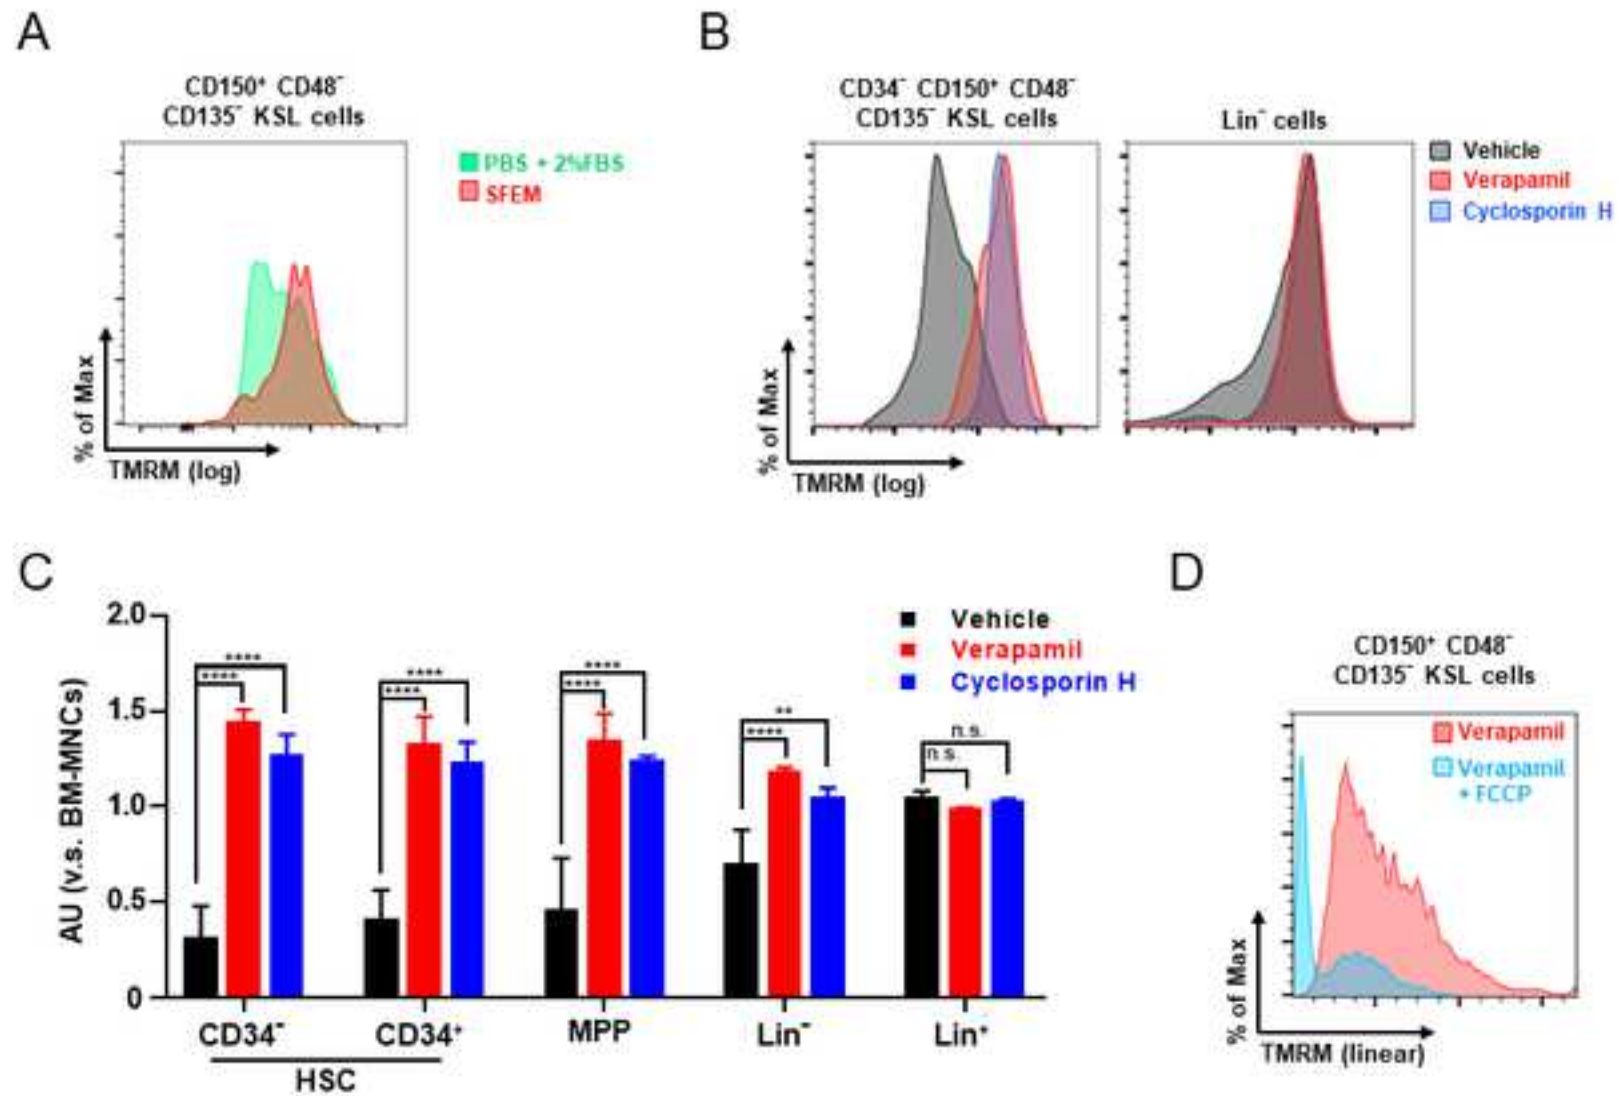 A
CD150⁺ CD48⁻
CD135⁻ KSL cells
PBS + 2%FBS
SFEM
% of Max
TMRM (log)
B
CD34⁻ CD150⁺ CD48⁻
CD135⁻ KSL cells
Lin⁻ cells
Vehicle
Verapamil
Cyclosporin H
% of Max
TMRM (log)
C
AU (v.s. BM-MNCs)
2.0
1.5
1.0
0.5
0
Vehicle
Verapamil
Cyclosporin H
****
****
****
****
****
****
**
****
n.s.
n.s.
CD34⁻
CD34⁺
MPP
Lin⁻
Lin⁺
HSC
D
CD150⁺ CD48⁻
CD135⁻ KSL cells
Verapamil
Verapamil
+ FCCP
% of Max
TMRM (linear)